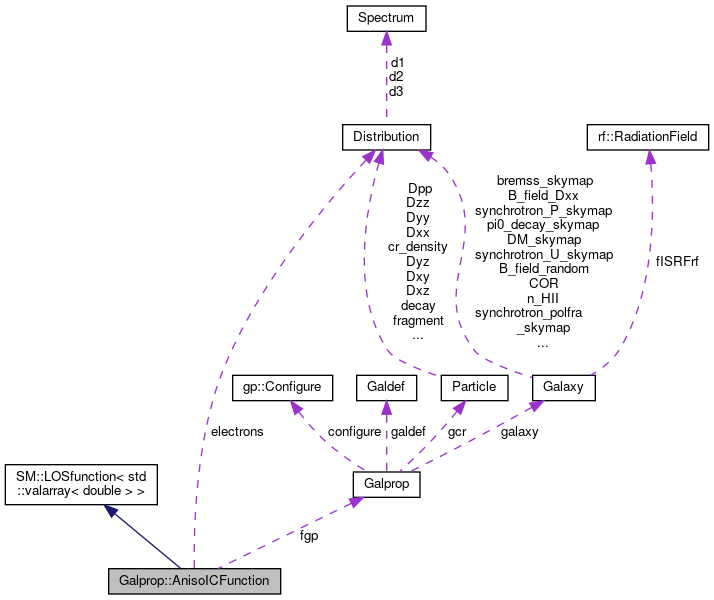 Spectrum
d1
d2
d3
Distribution
rf::RadiationField
Dpp
Dzz
Dyy
Dxx
cr_density
Dyz
Dxy
Dxz
decay
fragment
...
bremss_skymap
B_field_Dxx
synchrotron_P_skymap
pi0_decay_skymap
DM_skymap
synchrotron_U_skymap
B_field_random
COR
n_HII
synchrotron_polfra
_skymap
...
fISRFrf
gp::Configure
Galdef
Particle
Galaxy
electrons
configure
galdef
gcr
galaxy
SM::LOSfunction< std
::valarray< double > >
Galprop
fgp
Galprop::AnisoICFunction